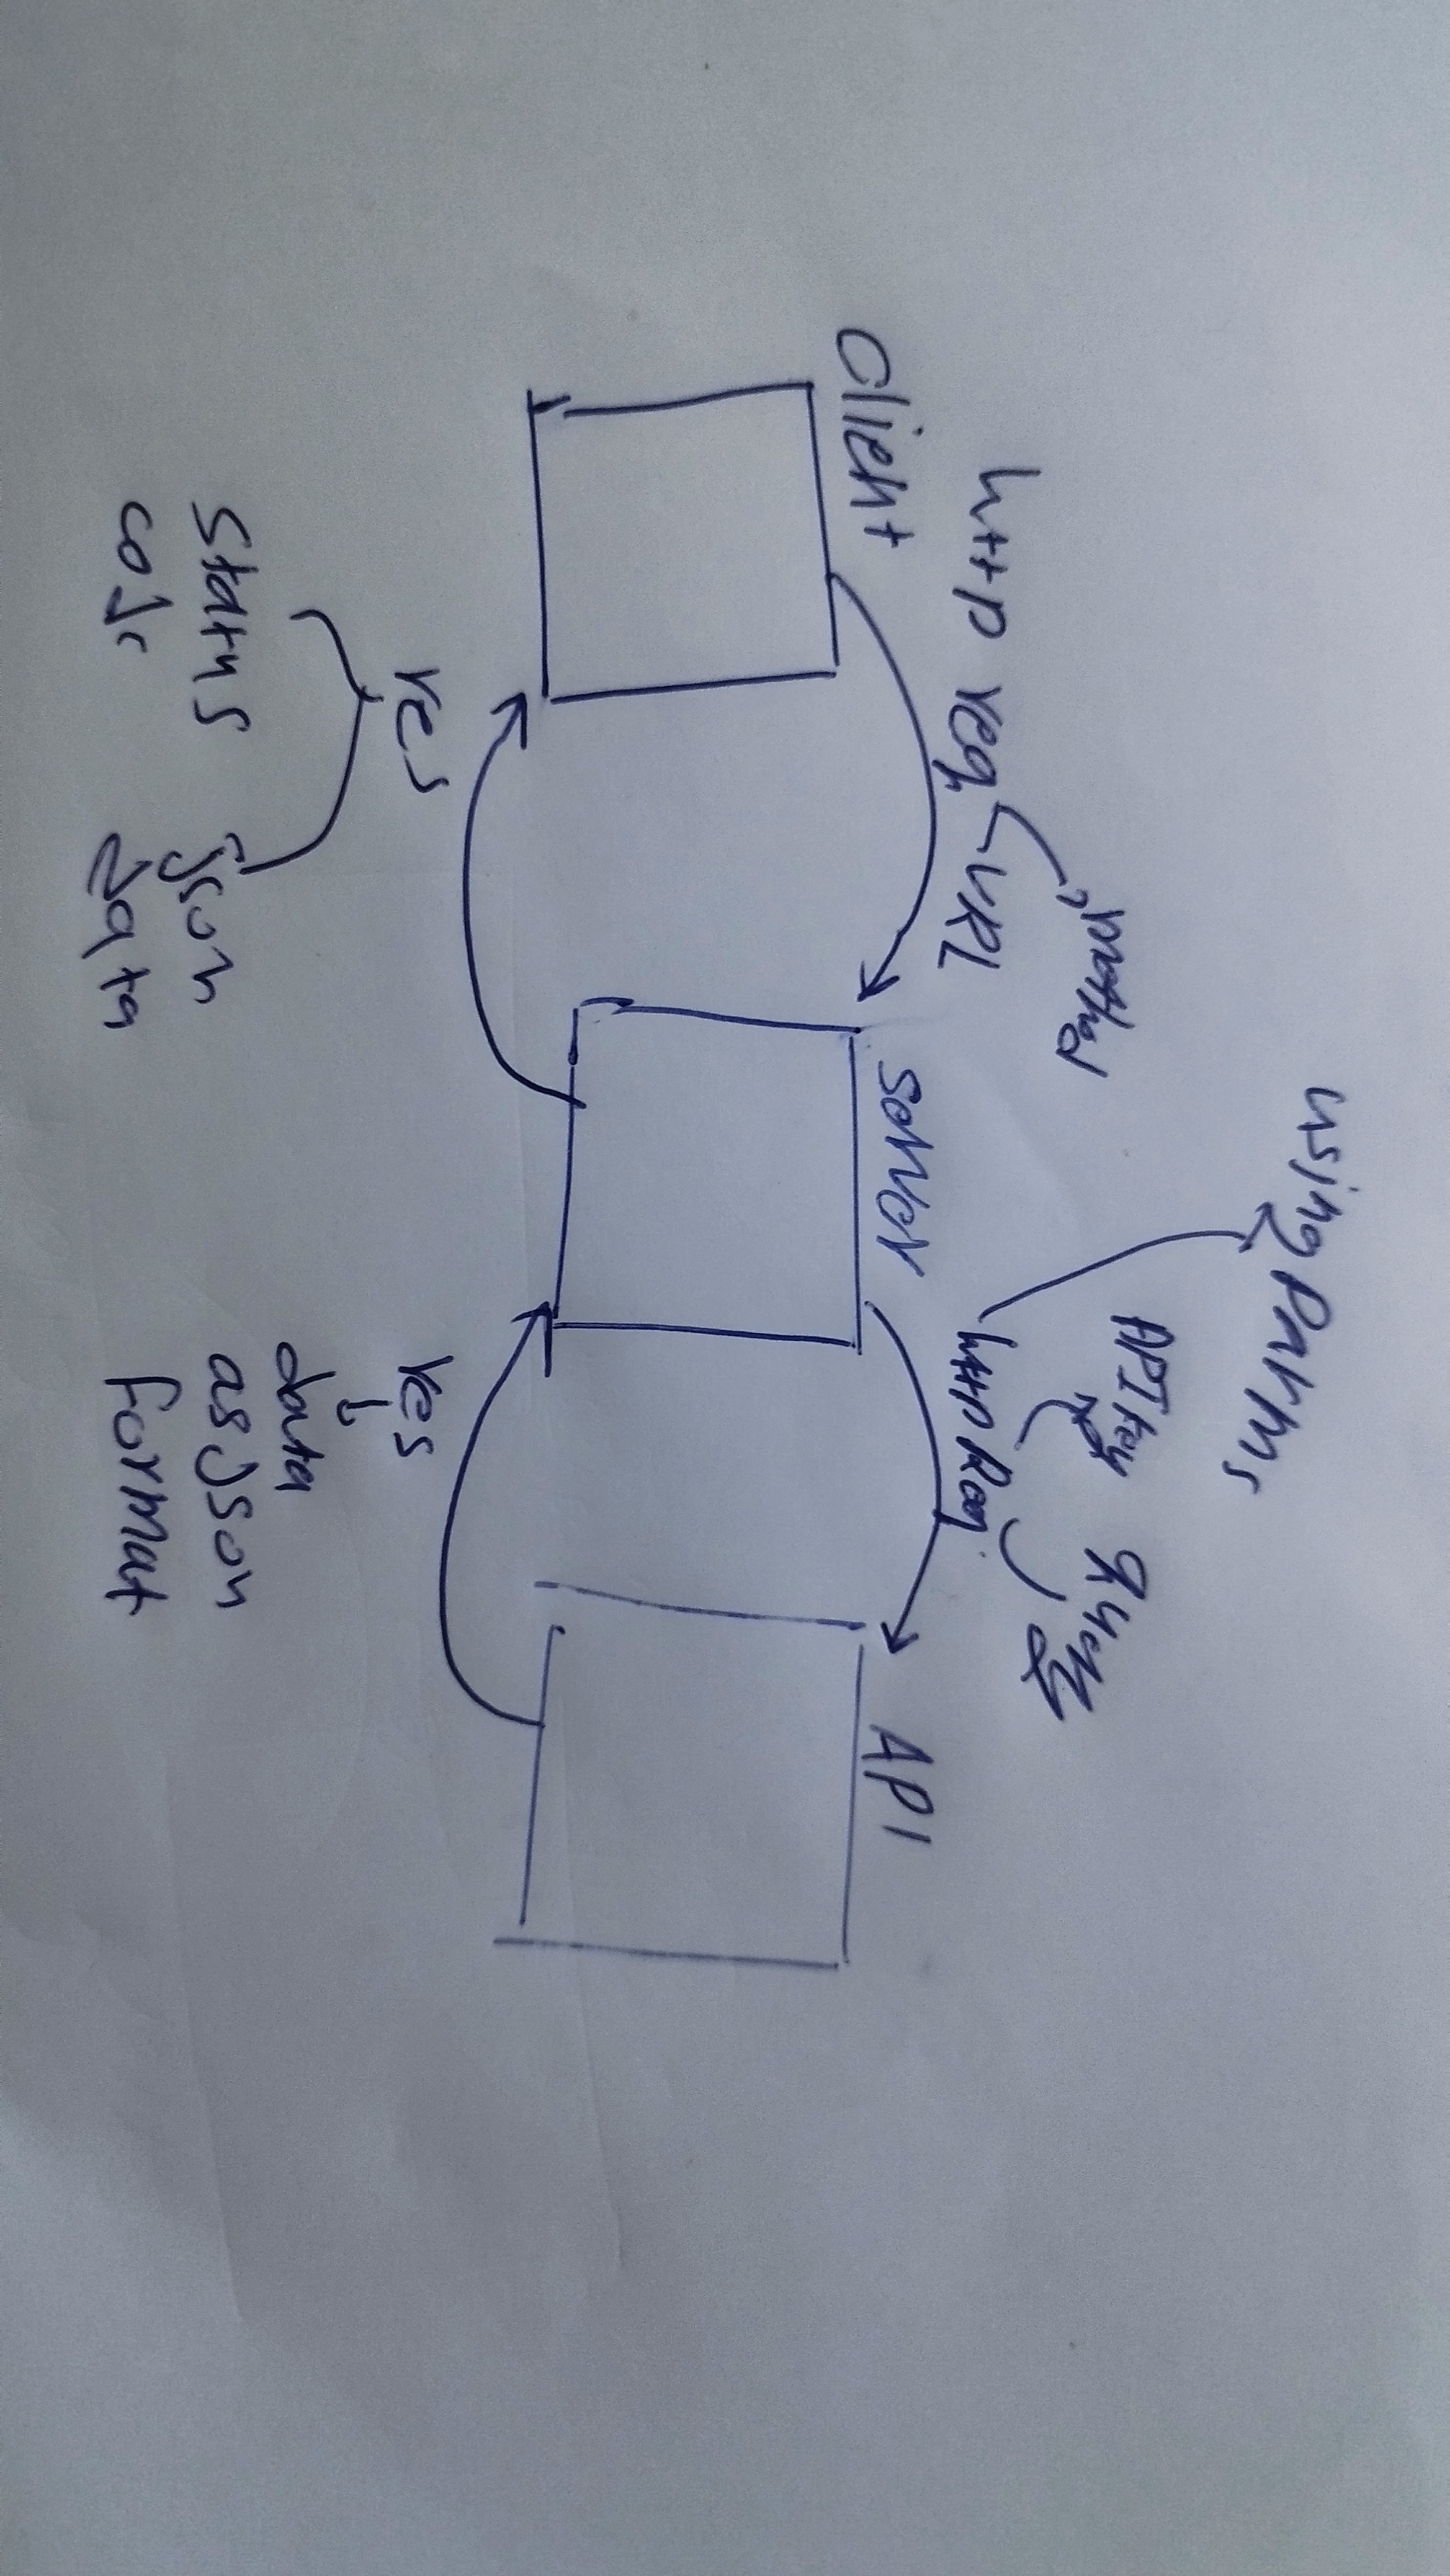 using Parms
method
API key
http req
URL
http Req
Client
server
API
res
res
status
code
json
data
data
as json
format